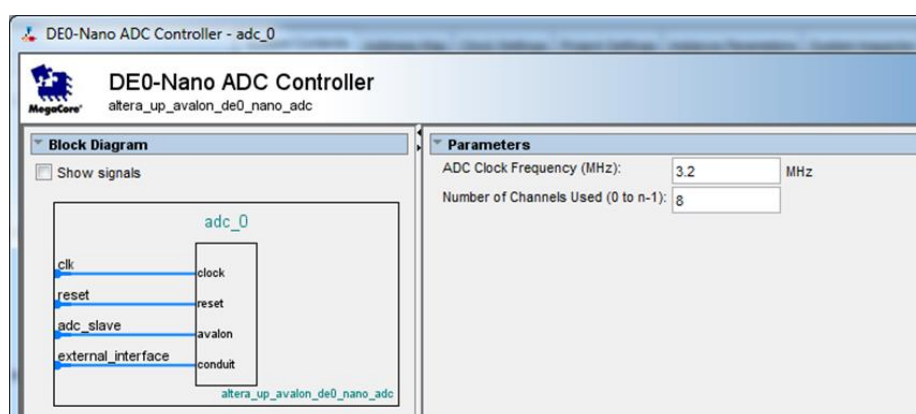 DE0-Nano ADC Controller - adc_0
DE0-Nano ADC Controller
MegaCore'
altera_up_avalon_de0_nano_adc
Block Diagram
Show signals
adc_0
clk
clock
reset
reset
adc_slave
avalon
external_interface
conduit
altera_up_avalon_de0_nano_adc
Parameters
ADC Clock Frequency (MHz): 3.2 MHz
Number of Channels Used (0 to n-1): 8